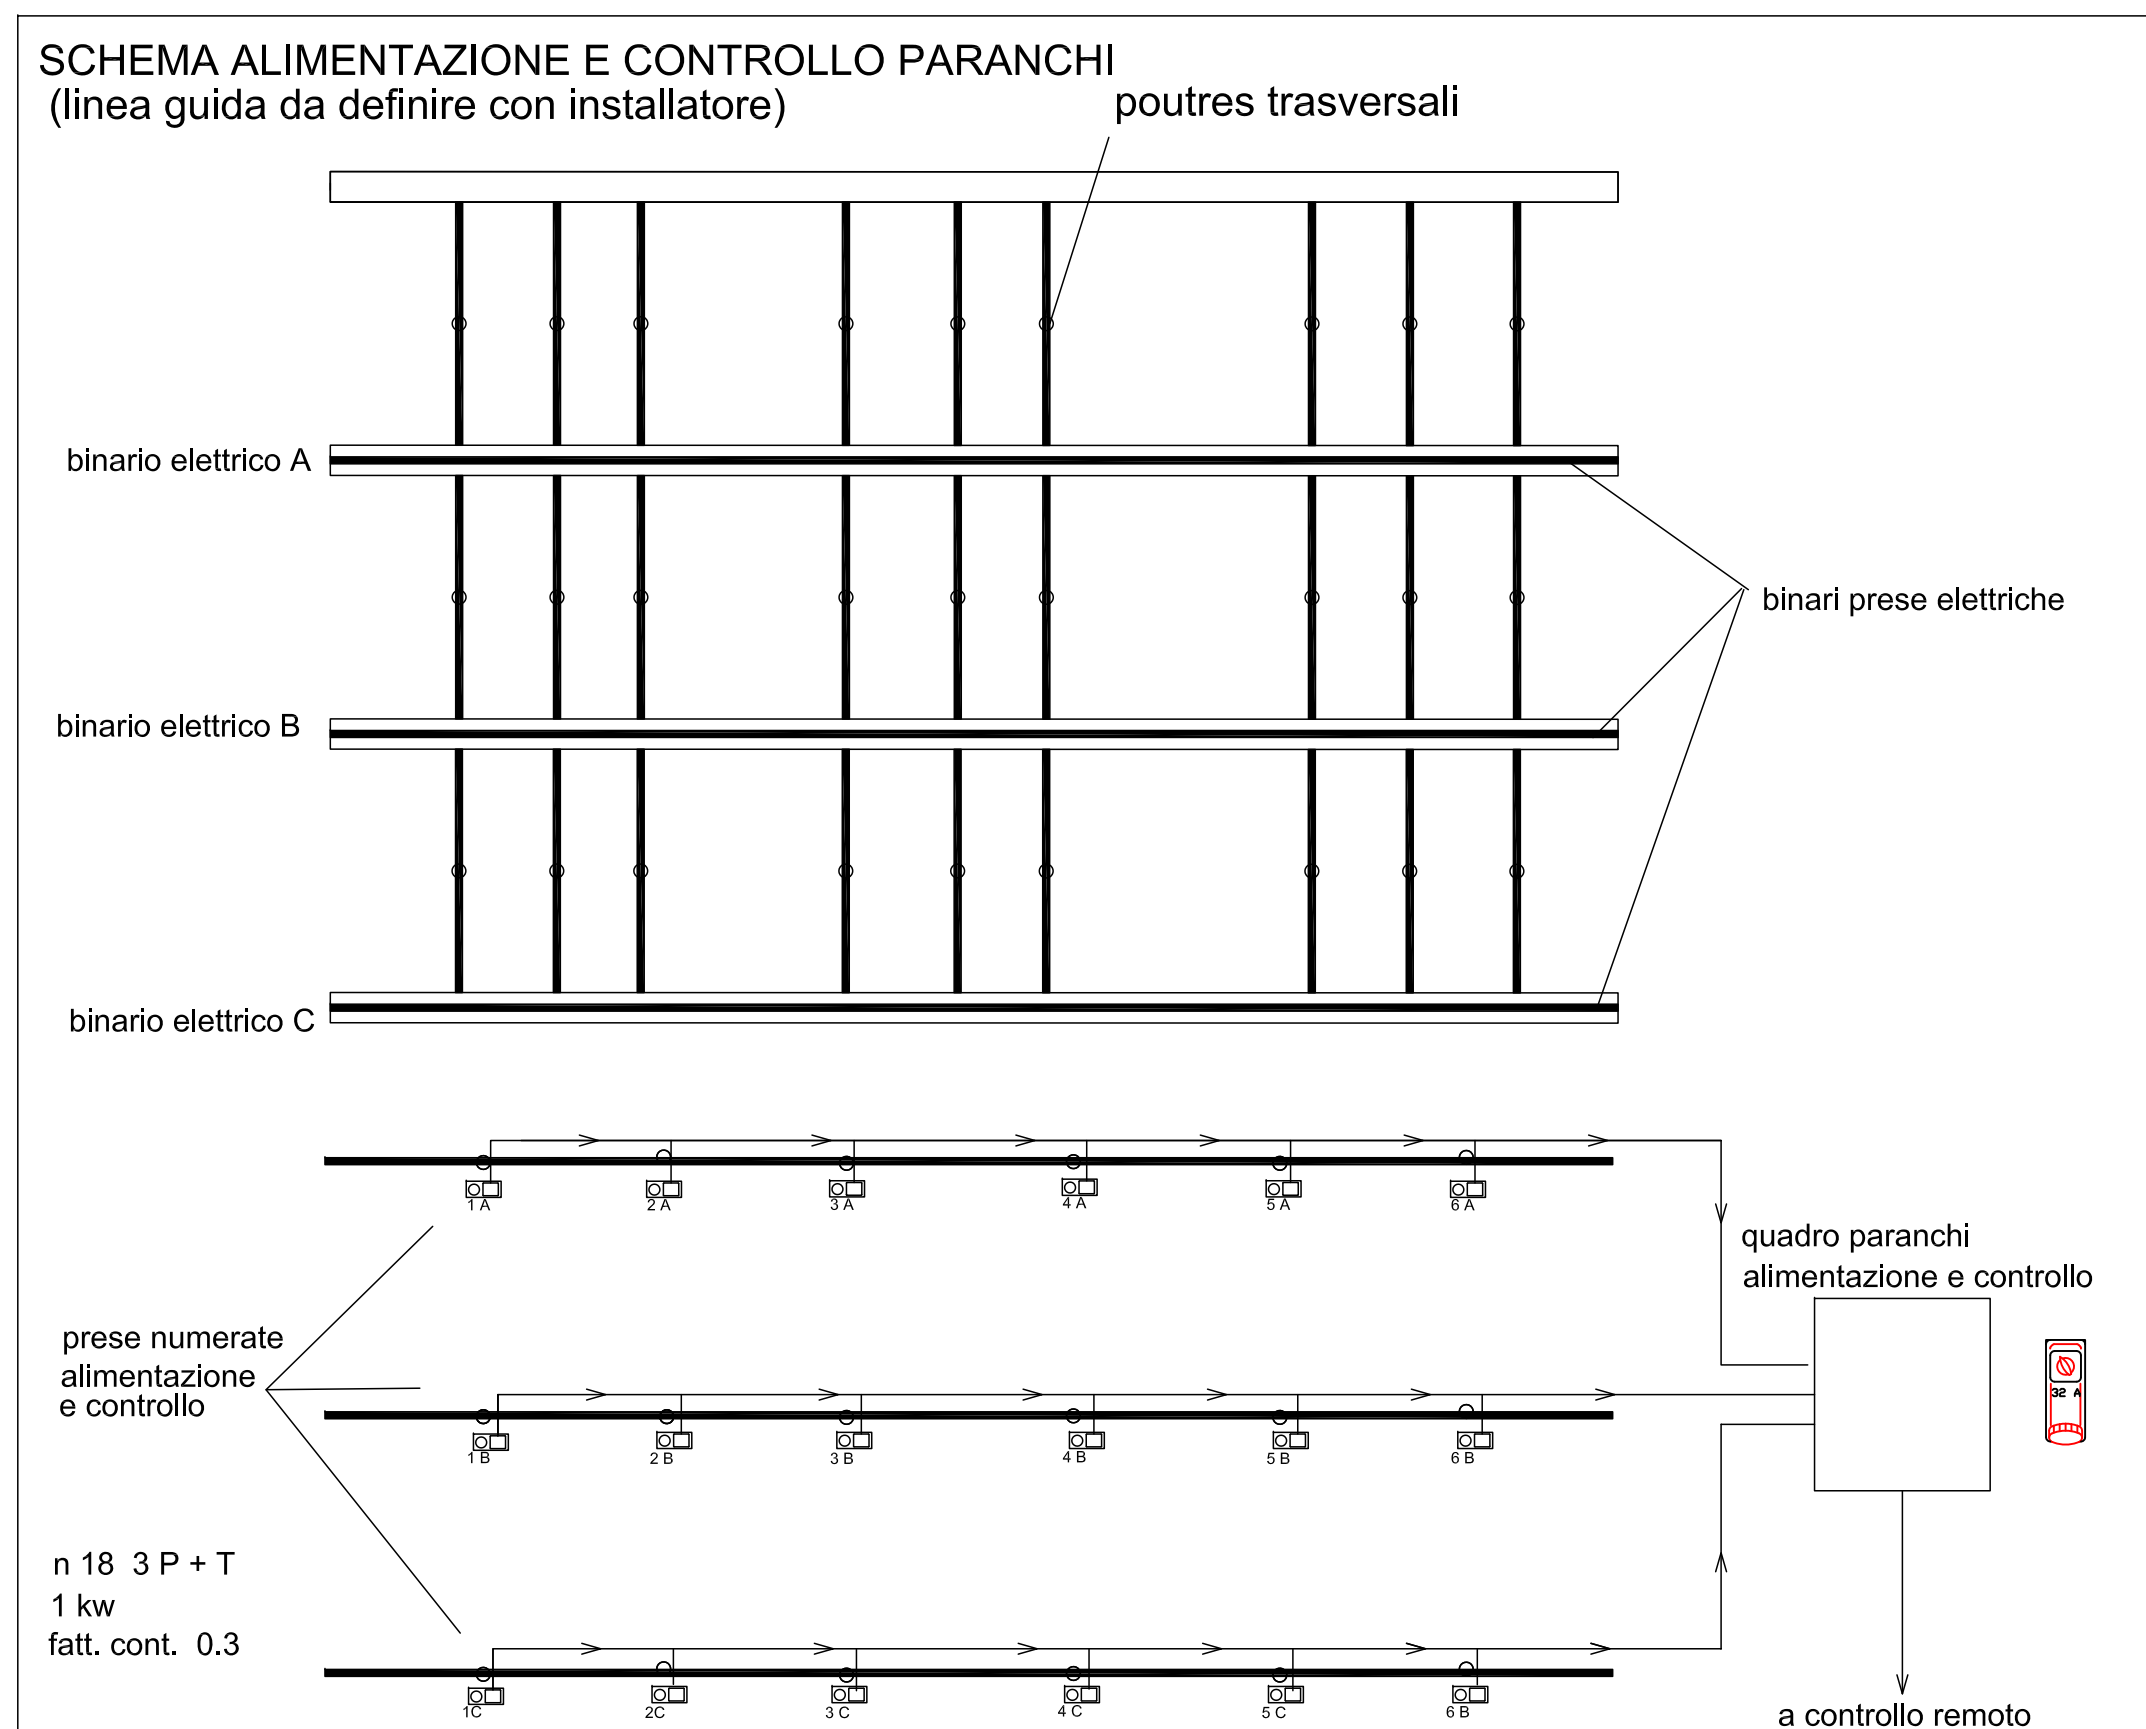 SCHEMA ALIMENTAZIONE E CONTROLLO PARANCHI
(linea guida da definire con installatore)
poutres trasversali
binario elettrico A
binari prese elettriche
binario elettrico B
binario elettrico C
1 A
2 A
3 A
4 A
5 A
6 A
quadro paranchi
alimentazione e controllo
prese numerate
alimentazione
e controllo
32 A
1 B
2 B
3 B
4 B
5 B
6 B
n 18 3 P + T
1 kw
fatt. cont. 0.3
1C
2C
3 C
4 C
5 C
6 B
a controllo remoto